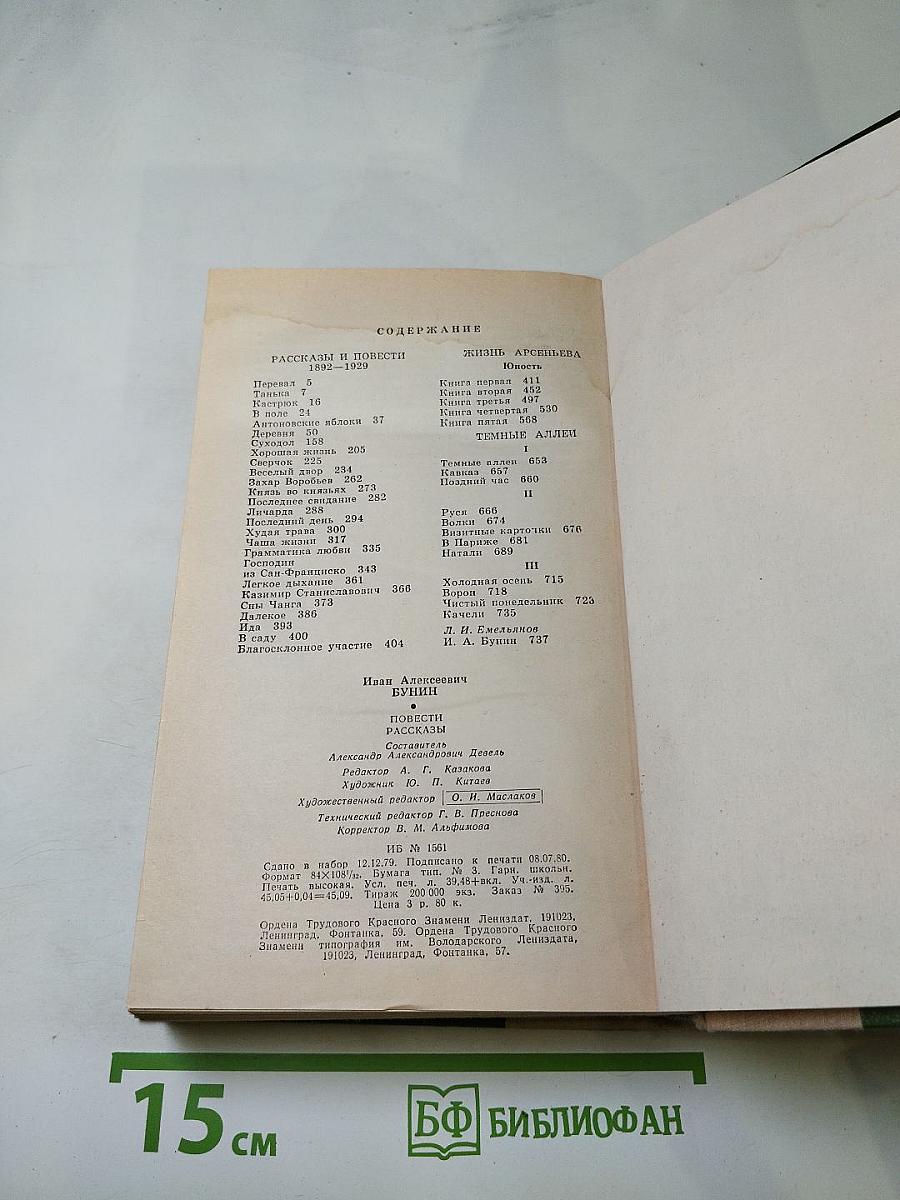 СОДЕРЖАНИЕ
РАССКАЗЫ И ПОВЕСТИ
1892—1929
Перевал 5
Танька 7
Кастрюк 16
В поле 24
Антоновские яблоки 37
Деревня 50
Суходол 158
Хорошая жизнь 205
Сверчок 225
Веселый двор 234
Захар Воробьев 262
Князь во князьях 273
Последнее свидание 282
Личарда 288
Последний день 294
Худая трава 300
Чаша жизни 317
Грамматика любви 335
Господин
из Сан-Франциско 343
Легкое дыхание 361
Казимир Станиславович 366
Сны Чанга 373
Далекое 386
Ида 393
В саду 400
Благосклонное участие 404
ЖИЗНЬ АРСЕНЬЕВА
Юность
Книга первая 411
Книга вторая 452
Книга третья 497
Книга четвертая 530
Книга пятая 568
ТЕМНЫЕ АЛЛЕИ
I
Темные аллеи 653
Кавказ 657
Поздний час 660
II
Руся 666
Волки 674
Визитные карточки 676
В Париже 681
Натали 689
III
Холодная осень 715
Ворон 718
Чистый понедельник 723
Качели 735
Л. И. Емельянов
И. А. Бунин 737
Иван Алексеевич
БУНИН
ПОВЕСТИ
РАССКАЗЫ
Составитель
Александр Александрович Девель
Редактор А. Г. Казакова
Художник Ю. П. Китаев
Художественный редактор О. И. Маслаков
Технический редактор Г. В. Преснова
Корректор В. М. Альфимова
ИБ № 1561
Сдано в набор 12.12.79. Подписано к печати 08.07.80.
Формат 84×108¹/₃₂. Бумага тип. № 3. Гарн. школьн.
Печать высокая. Усл. печ. л. 39,48+вкл. Уч.-изд. л.
45,05+0,04=45,09. Тираж 200 000 экз. Заказ № 395.
Цена 3 р. 80 к.
Ордена Трудового Красного Знамени Лениздат, 191023,
Ленинград, Фонтанка, 59. Ордена Трудового Красного
Знамени типография им. Володарского Лениздата,
191023, Ленинград, Фонтанка, 57.
15 см
БФ БИБЛИОФАН